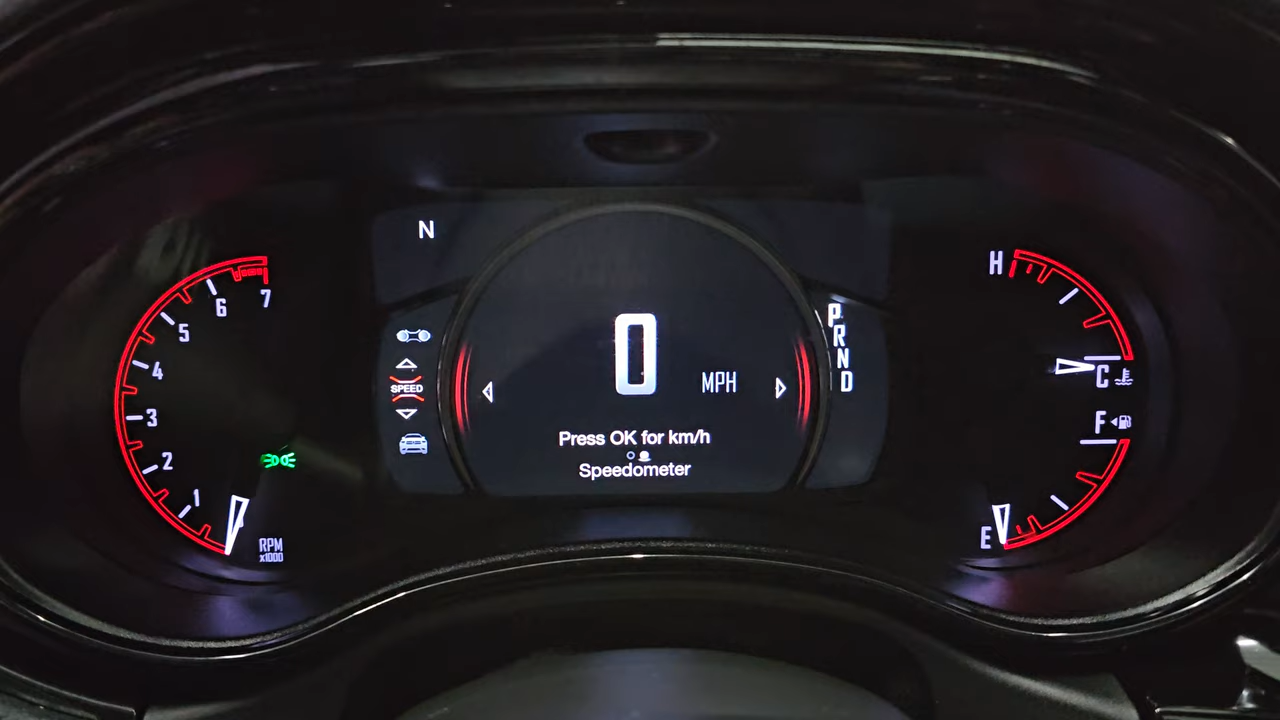 N
H
7
6
5
4
3
2
1
RPM
x1000
SPEED
0
MPH
Press OK for km/h
Speedometer
P
R
N
D
C
F
E